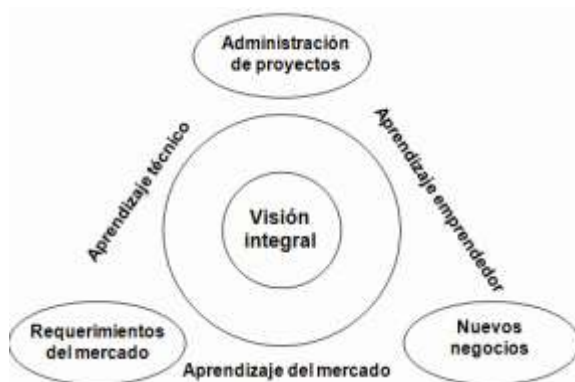 Administración
de proyectos
Aprendizaje técnico
Aprendizaje emprendedor
Visión
integral
Requerimientos
del mercado
Nuevos
negocios
Aprendizaje del mercado